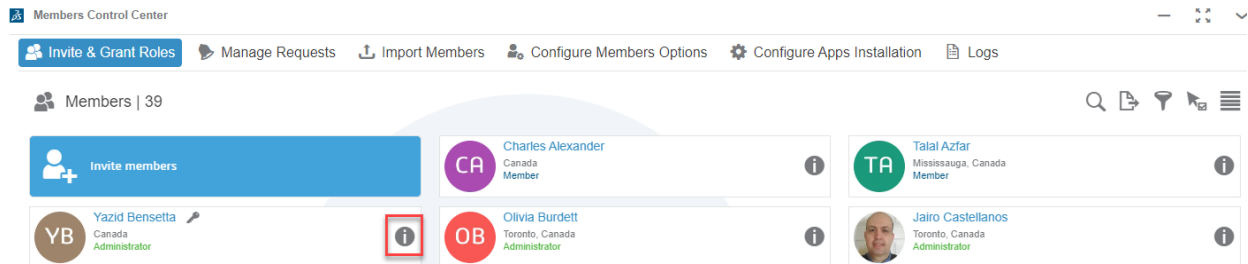 Members Control Center
Invite & Grant Roles Manage Requests Import Members Configure Members Options Configure Apps Installation Logs
Members | 39
Invite members
CA Charles Alexander
Canada
Member
TA Talal Azfar
Mississauga, Canada
Member
YB Yazid Bensetta
Canada
Administrator
OB Olivia Burdett
Toronto, Canada
Administrator
Jairo Castellanos
Toronto, Canada
Administrator